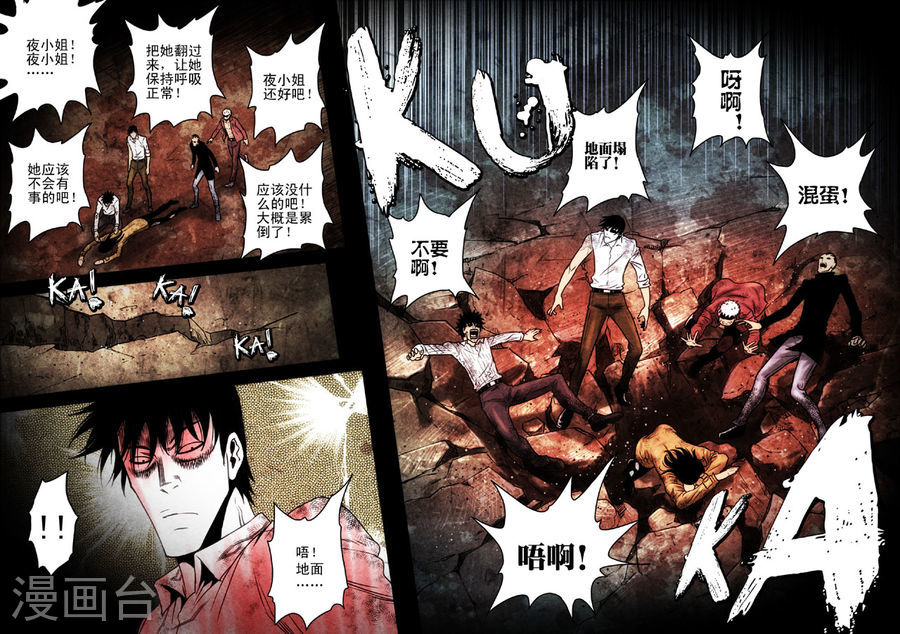 夜小姐！
夜小姐！
……
把她翻过
来，让她
保持呼吸
正常！
夜小姐
还好吧！
她应该
不会有
事的吧！
应该没什
么的吧！
大概是累
倒了！
KA!
KA!
KA!
！！
唔！
地面
……
KU
KA
呀
啊！
地面塌
陷了！
混蛋！
不要
啊！
唔啊！
漫画台